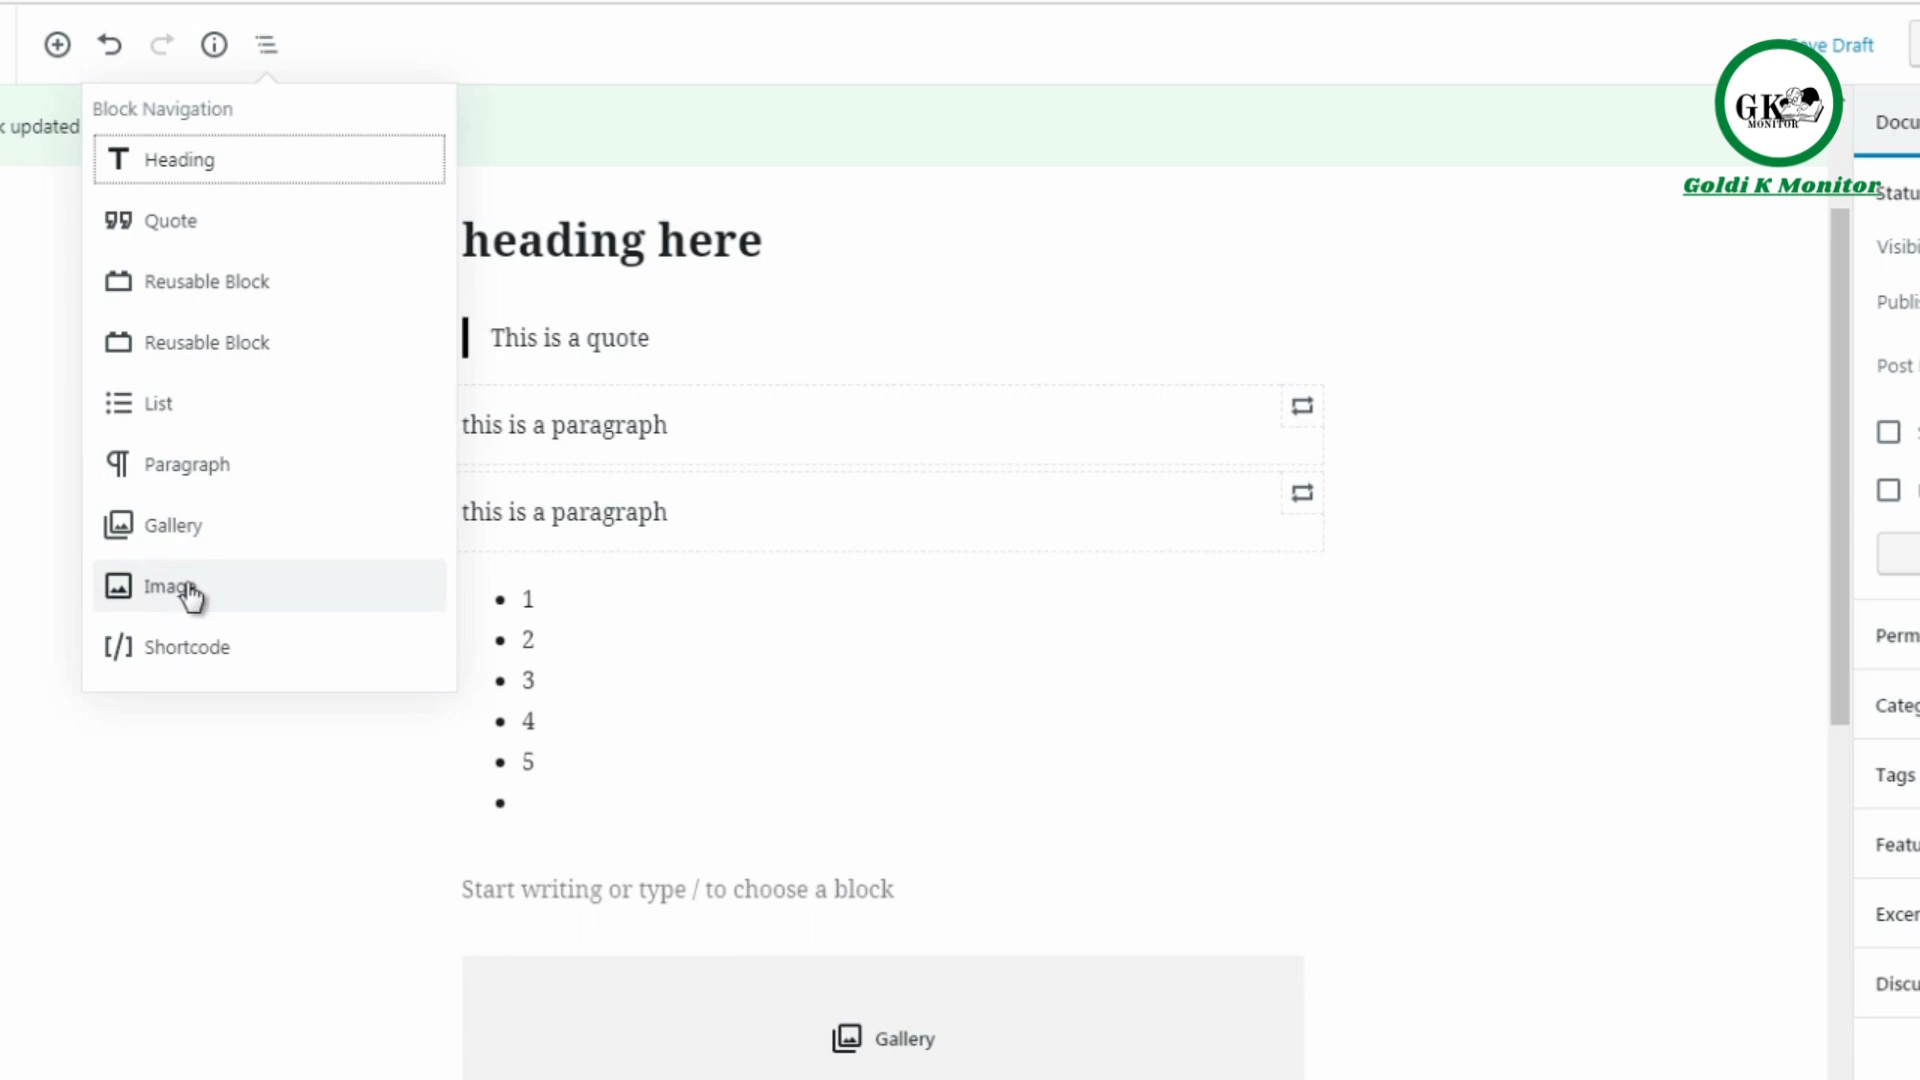 Save Draft
GK
MONITOR
Goldi K Monitor
Block Navigation
Heading
Quote
Reusable Block
Reusable Block
List
Paragraph
Gallery
Image
[/] Shortcode
updated
heading here
This is a quote
this is a paragraph
this is a paragraph
• 1
• 2
• 3
• 4
• 5
•
Start writing or type / to choose a block
Gallery
Docu
Statu
Visibi
Publi
Post
Perm
Categ
Tags
Featu
Excer
Discu